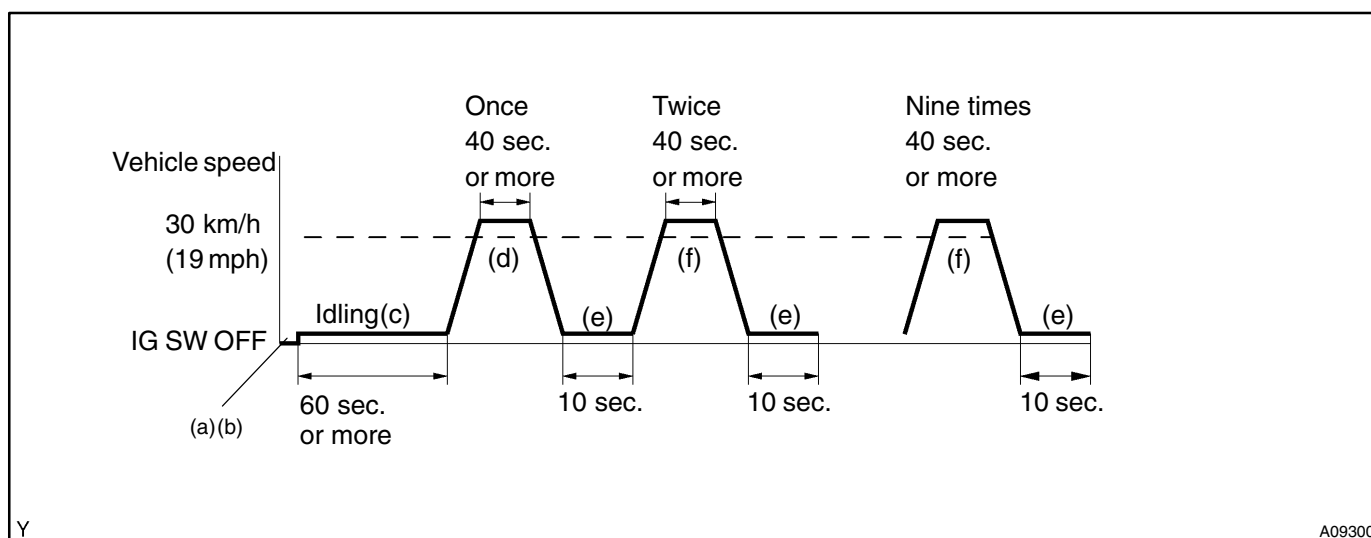 Once
40 sec.
or more
Twice
40 sec.
or more
Nine times
40 sec.
or more
Vehicle speed
30 km/h
(19 mph)
(d)
(f)
(f)
Idling(c)
(e)
(e)
(e)
IG SW OFF
60 sec.
or more
10 sec.
10 sec.
10 sec.
(a)(b)
Y
A09300